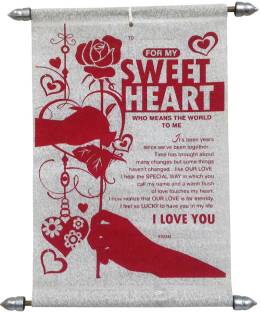 TO
FOR MY
SWEET
HEART
WHO MEANS THE WORLD
TO ME
It's been years
since we've been together...
Time has brought about
many changes but some things
haven't changed... like OUR LOVE
I hear the SPECIAL WAY in which you
call my name and a warm flush
of love touches my heart.
I now realize that OUR LOVE is for eternity.
I feel so LUCKY to have you in my life
I LOVE YOU
FROM